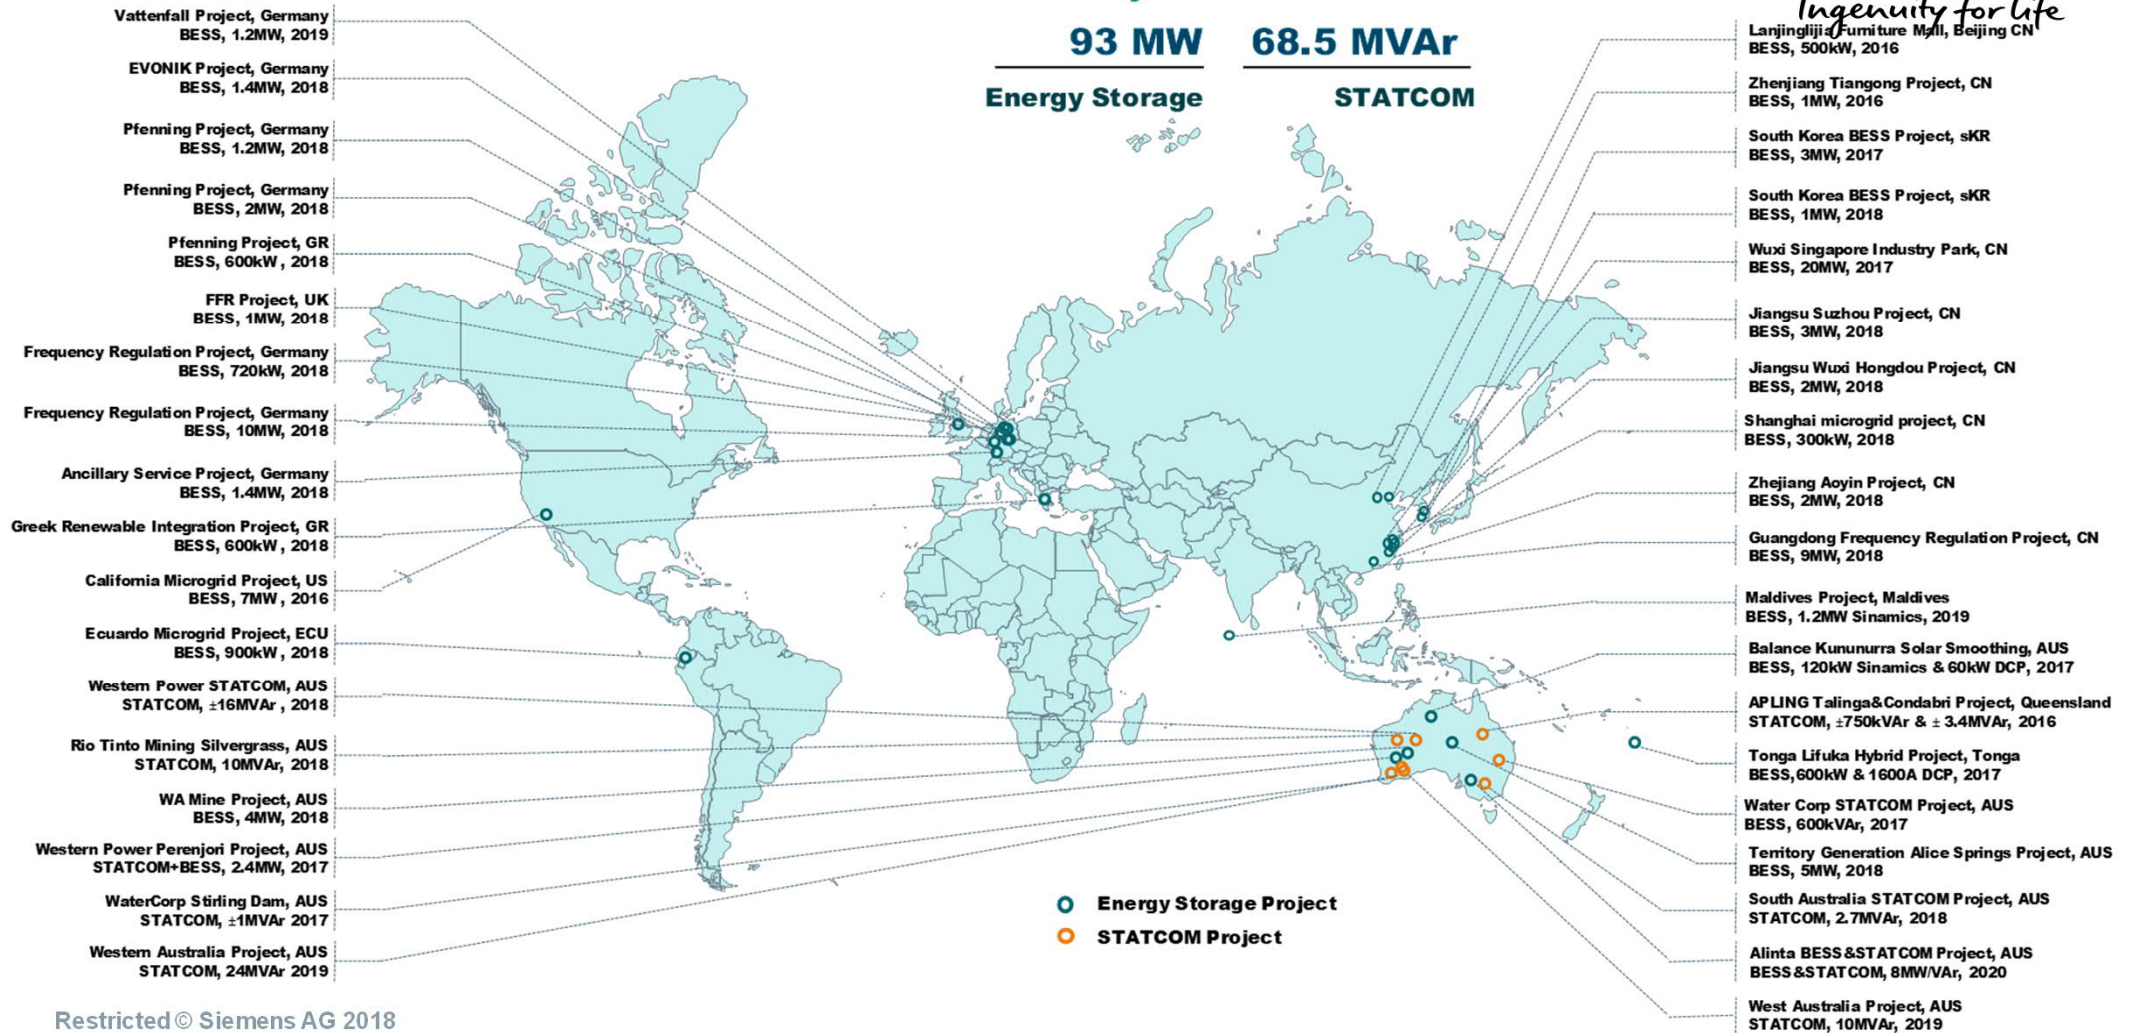 Ingenuity for life
93 MW
68.5 MVAr
Energy Storage
STATCOM
Vattenfall Project, Germany
BESS, 1.2MW, 2019
EVONIK Project, Germany
BESS, 1.4MW, 2018
Pfenning Project, Germany
BESS, 1.2MW, 2018
Pfenning Project, Germany
BESS, 2MW, 2018
Pfenning Project, GR
BESS, 600kW , 2018
FFR Project, UK
BESS, 1MW, 2018
Frequency Regulation Project, Germany
BESS, 720kW, 2018
Frequency Regulation Project, Germany
BESS, 10MW, 2018
Ancillary Service Project, Germany
BESS, 1.4MW, 2018
Greek Renewable Integration Project, GR
BESS, 600kW , 2018
California Microgrid Project, US
BESS, 7MW , 2016
Ecuardo Microgrid Project, ECU
BESS, 900kW , 2018
Western Power STATCOM, AUS
STATCOM, ±16MVAr , 2018
Rio Tinto Mining Silvergrass, AUS
STATCOM, 10MVAr, 2018
WA Mine Project, AUS
BESS, 4MW, 2018
Western Power Perenjori Project, AUS
STATCOM+BESS, 2.4MW, 2017
WaterCorp Stirling Dam, AUS
STATCOM, ±1MVAr 2017
Western Australia Project, AUS
STATCOM, 24MVAr 2019
Lanjinglijia Furniture Mall, Beijing CN
BESS, 500kW, 2016
Zhenjiang Tiangong Project, CN
BESS, 1MW, 2016
South Korea BESS Project, sKR
BESS, 3MW, 2017
South Korea BESS Project, sKR
BESS, 1MW, 2018
Wuxi Singapore Industry Park, CN
BESS, 20MW, 2017
Jiangsu Suzhou Project, CN
BESS, 3MW, 2018
Jiangsu Wuxi Hongdou Project, CN
BESS, 2MW, 2018
Shanghai microgrid project, CN
BESS, 300kW, 2018
Zhejiang Aoyin Project, CN
BESS, 2MW, 2018
Guangdong Frequency Regulation Project, CN
BESS, 9MW, 2018
Maldives Project, Maldives
BESS, 1.2MW Sinamics, 2019
Balance Kununurra Solar Smoothing, AUS
BESS, 120kW Sinamics & 60kW DCP, 2017
APLING Talinga&Condabri Project, Queensland
STATCOM, ±750kVAr & ± 3.4MVAr, 2016
Tonga Lifuka Hybrid Project, Tonga
BESS,600kW & 1600A DCP, 2017
Water Corp STATCOM Project, AUS
BESS, 600kVAr, 2017
Territory Generation Alice Springs Project, AUS
BESS, 5MW, 2018
South Australia STATCOM Project, AUS
STATCOM, 2.7MVAr, 2018
Alinta BESS&STATCOM Project, AUS
BESS&STATCOM, 8MW/VAr, 2020
West Australia Project, AUS
STATCOM, 10MVAr, 2019
Energy Storage Project
STATCOM Project
Restricted © Siemens AG 2018